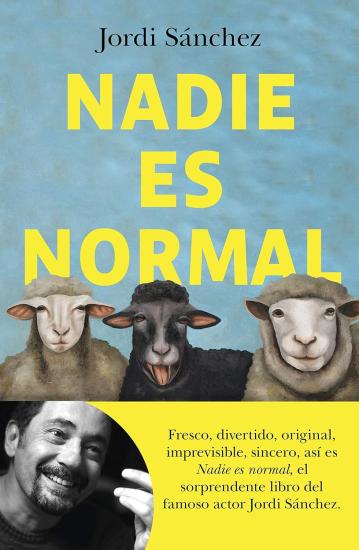 Jordi Sánchez
NADIE
ES
NORMAL
Fresco, divertido, original,
imprevisible, sincero, así es
Nadie es normal, el
sorprendente libro del
famoso actor Jordi Sánchez.